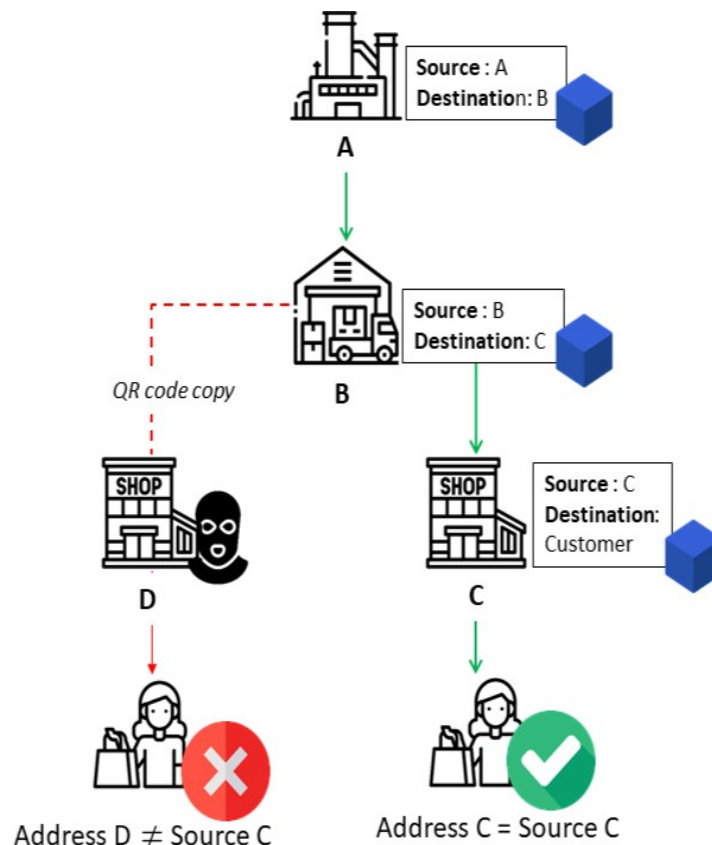 Source : A
Destination: B
A
Source : B
Destination: C
B
QR code copy
SHOP
SHOP
Source : C
Destination:
Customer
D
C
Address D ≠ Source C
Address C = Source C